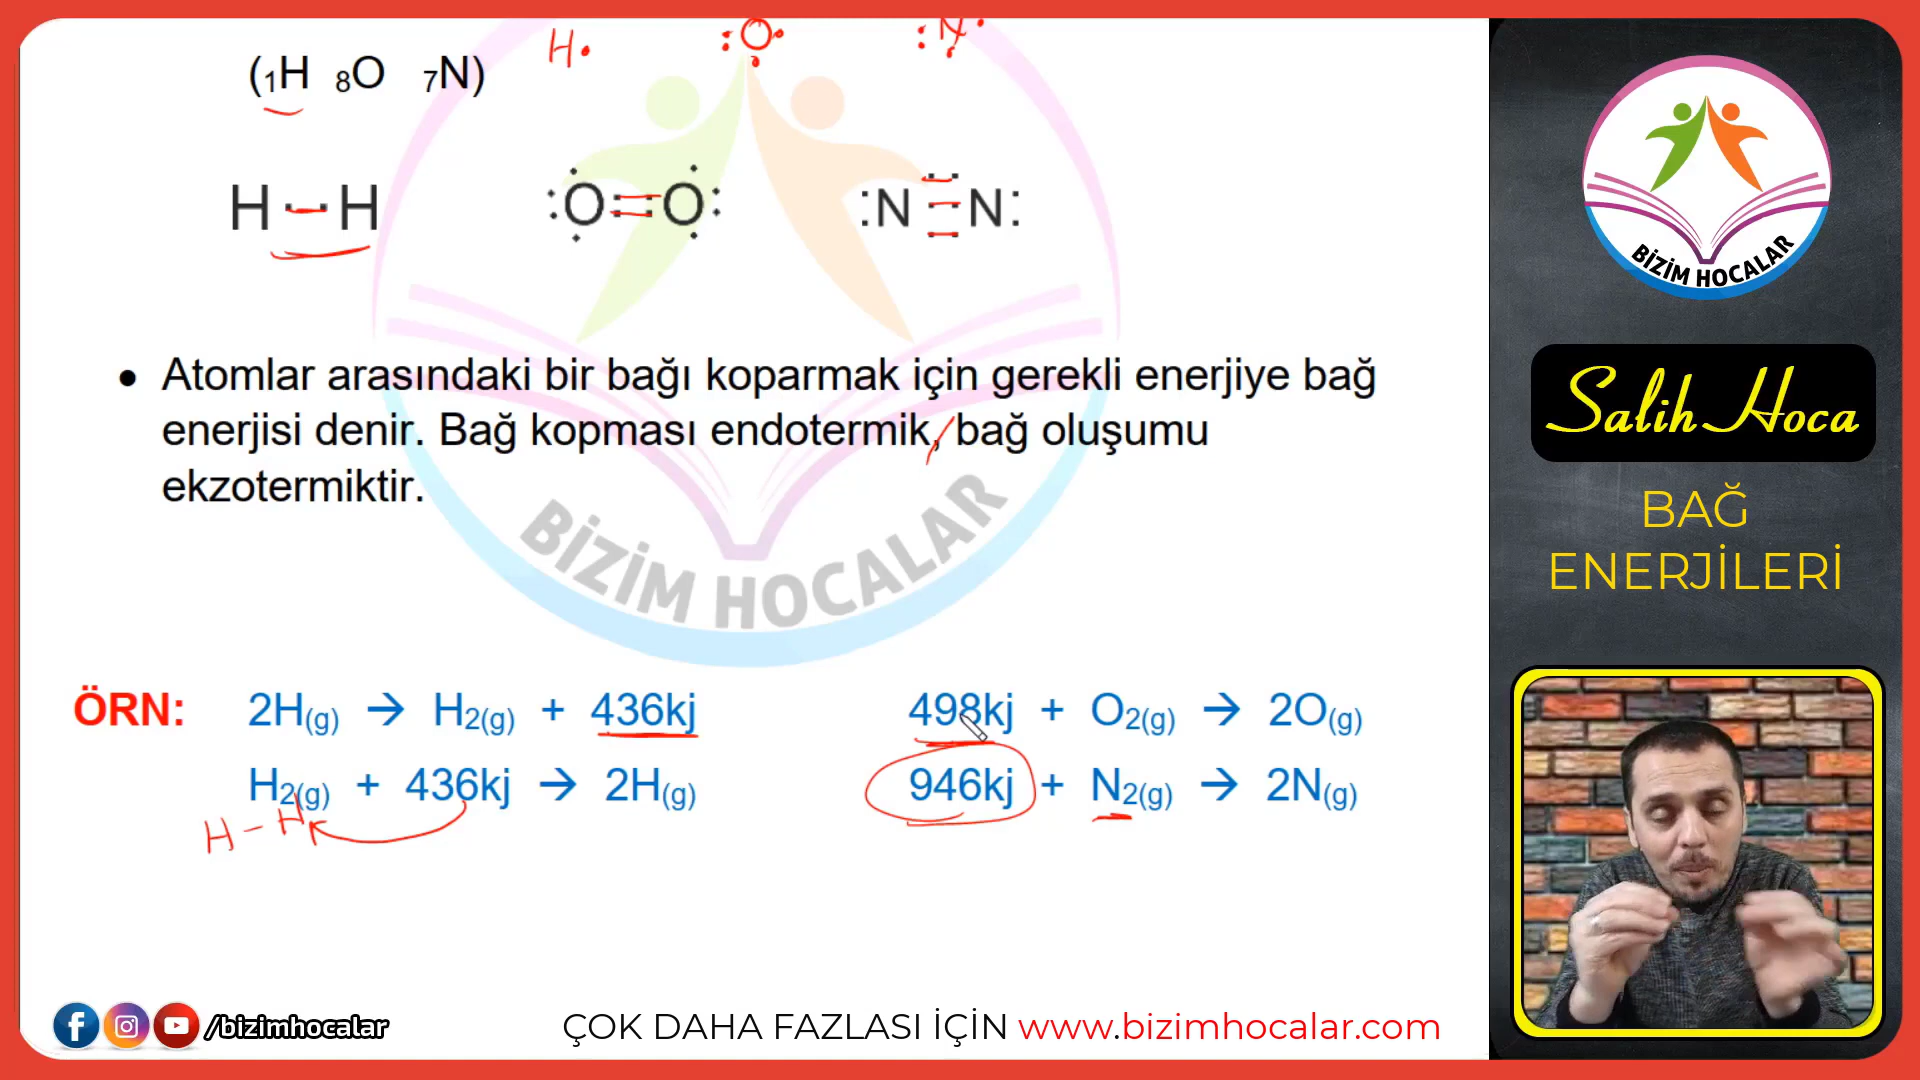 H· :O: :N·
(1H 8O 7N)
H··H :O::O: :N N:
• Atomlar arasındaki bir bağı koparmak için gerekli enerjiye bağ
enerjisi denir. Bağ kopması endotermik, bağ oluşumu
ekzotermiktir.
BİZİM HOCALAR
ÖRN: 2H(g) → H2(g) + 436kj 498kj + O2(g) → 2O(g)
H2(g) + 436kj → 2H(g) 946kj + N2(g) → 2N(g)
H – H
/bizimhocalar
ÇOK DAHA FAZLASI İÇİN www.bizimhocalar.com
BİZİM HOCALAR
Salih Hoca
BAĞ
ENERJİLERİ